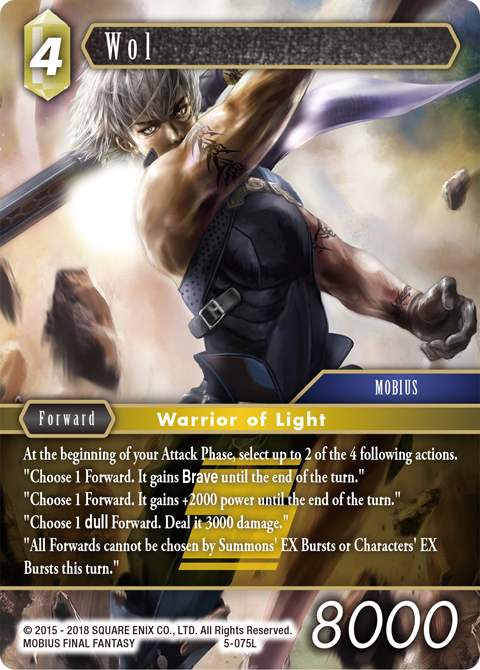 4
Wol
MOBIUS
Forward
Warrior of Light
At the beginning of your Attack Phase, select up to 2 of the 4 following actions.
"Choose 1 Forward. It gains Brave until the end of the turn."
"Choose 1 Forward. It gains +2000 power until the end of the turn."
"Choose 1 dull Forward. Deal it 3000 damage."
"All Forwards cannot be chosen by Summons' EX Bursts or Characters' EX
Bursts this turn."
© 2015 - 2018 SQUARE ENIX CO., LTD. All Rights Reserved.
MOBIUS FINAL FANTASY
5-075L
8000